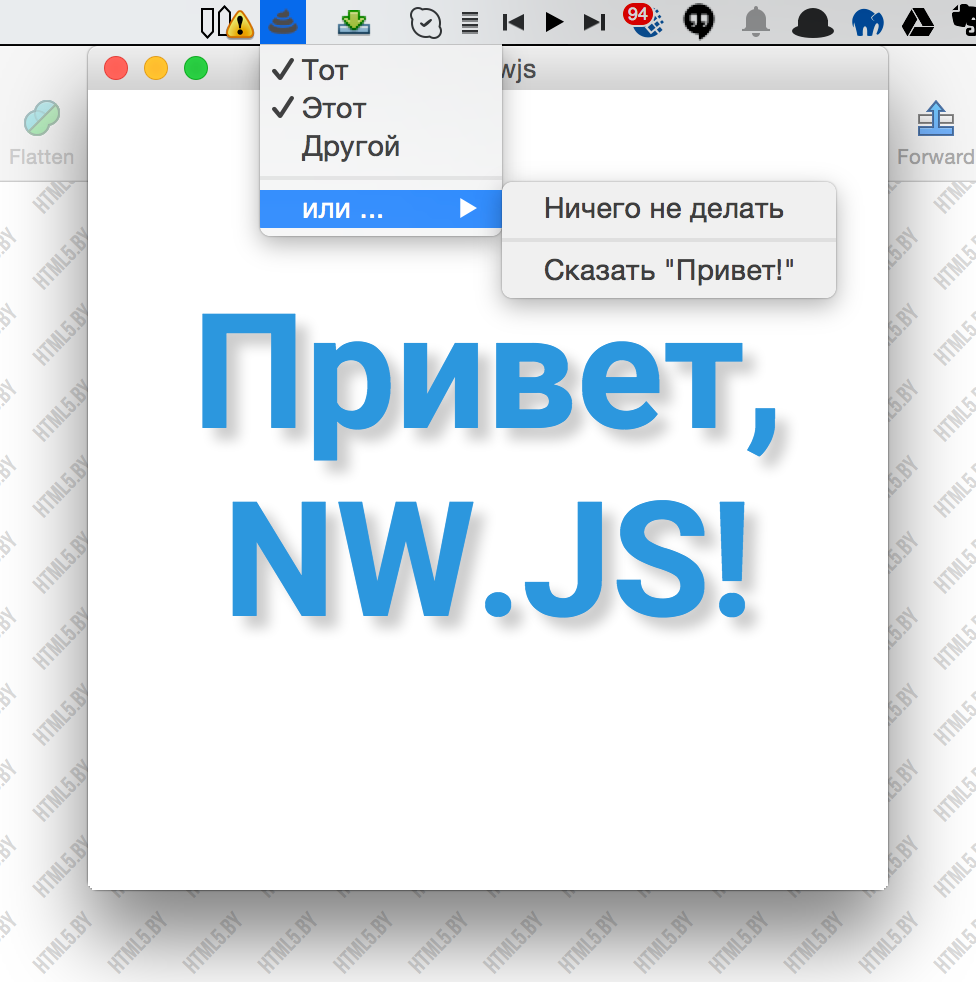 94
wjs
Тот
Этот
Другой
или ...
Ничего не делать
Сказать "Привет!"
Flatten
Forward
Привет,
NW.JS!
HTML5.BY